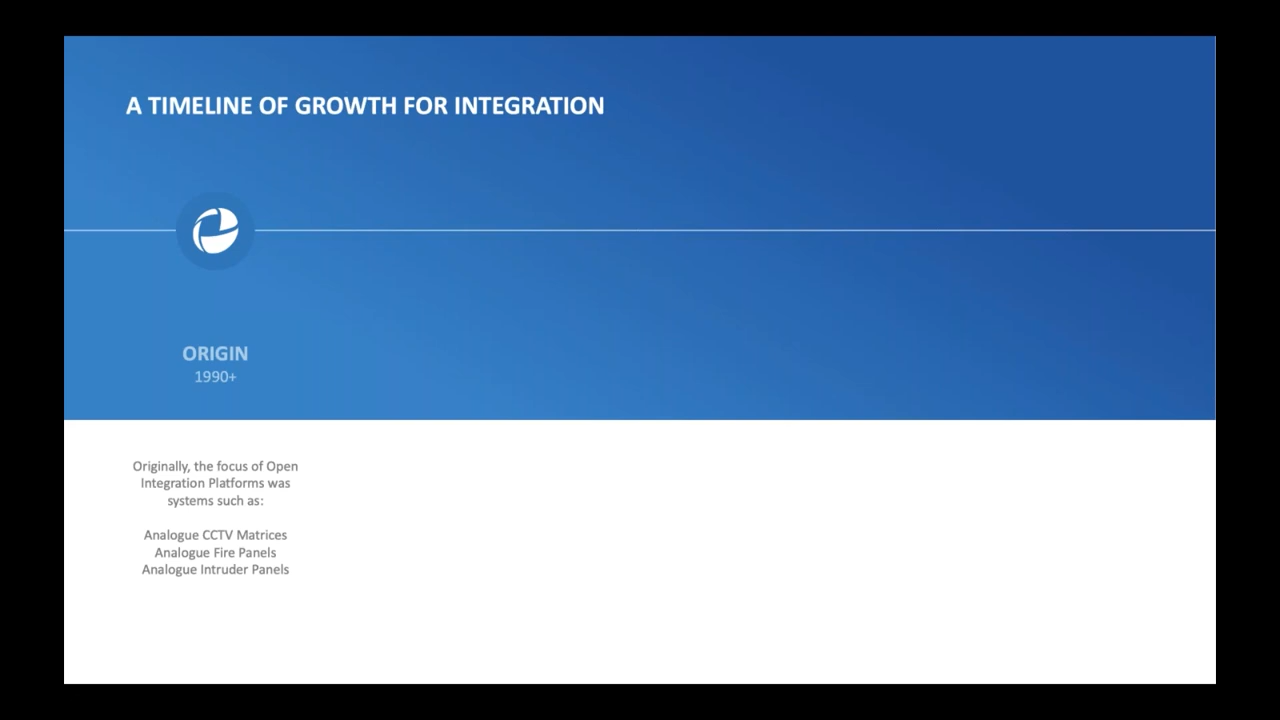 A TIMELINE OF GROWTH FOR INTEGRATION
ORIGIN
1990+
Originally, the focus of Open
Integration Platforms was
systems such as:
Analogue CCTV Matrices
Analogue Fire Panels
Analogue Intruder Panels